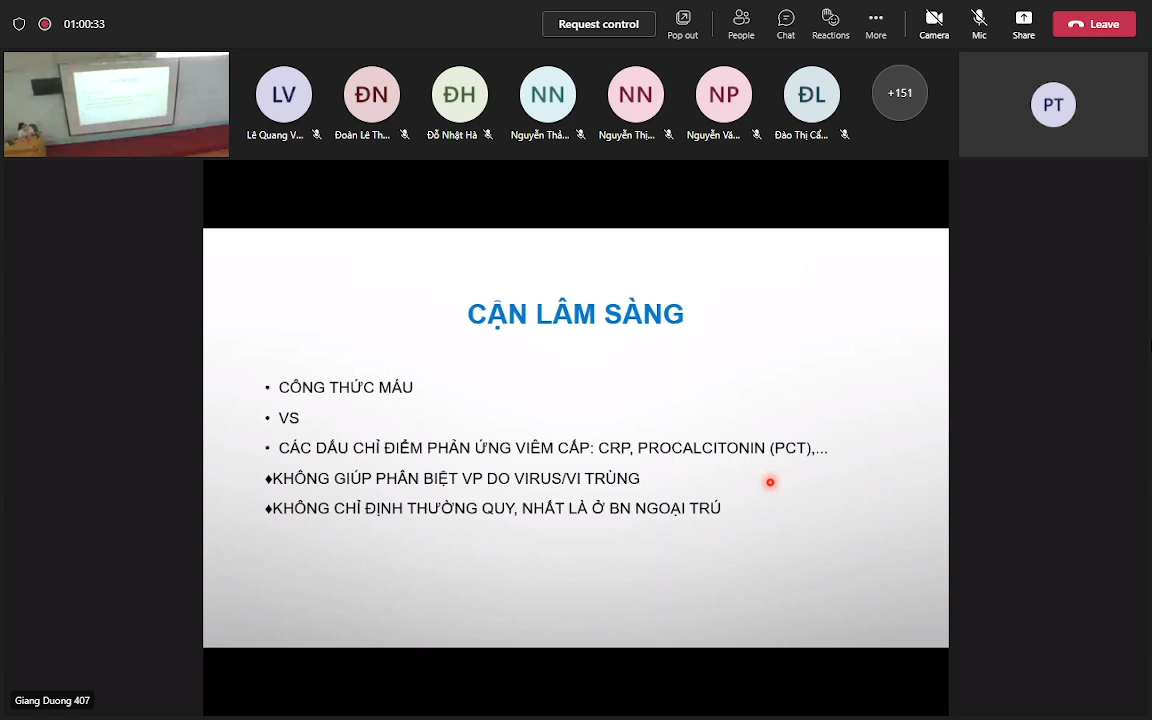 01:00:33
Request control
Pop out
People
Chat
Reactions
More
Camera
Mic
Share
Leave
LV
ĐN
ĐH
NN
NN
NP
ĐL
+151
PT
Lê Quang V...
Đoàn Lê Th...
Đỗ Nhật Hà
Nguyễn Thả...
Nguyễn Thị...
Nguyễn Vă...
Đào Thị Cẩ...
CẬN LÂM SÀNG
• CÔNG THỨC MÁU
• VS
• CÁC DẤU CHỈ ĐIỂM PHẢN ỨNG VIÊM CẤP: CRP, PROCALCITONIN (PCT),...
♦KHÔNG GIÚP PHÂN BIỆT VP DO VIRUS/VI TRÙNG
♦KHÔNG CHỈ ĐỊNH THƯỜNG QUY, NHẤT LÀ Ở BN NGOẠI TRÚ
Giang Duong 407